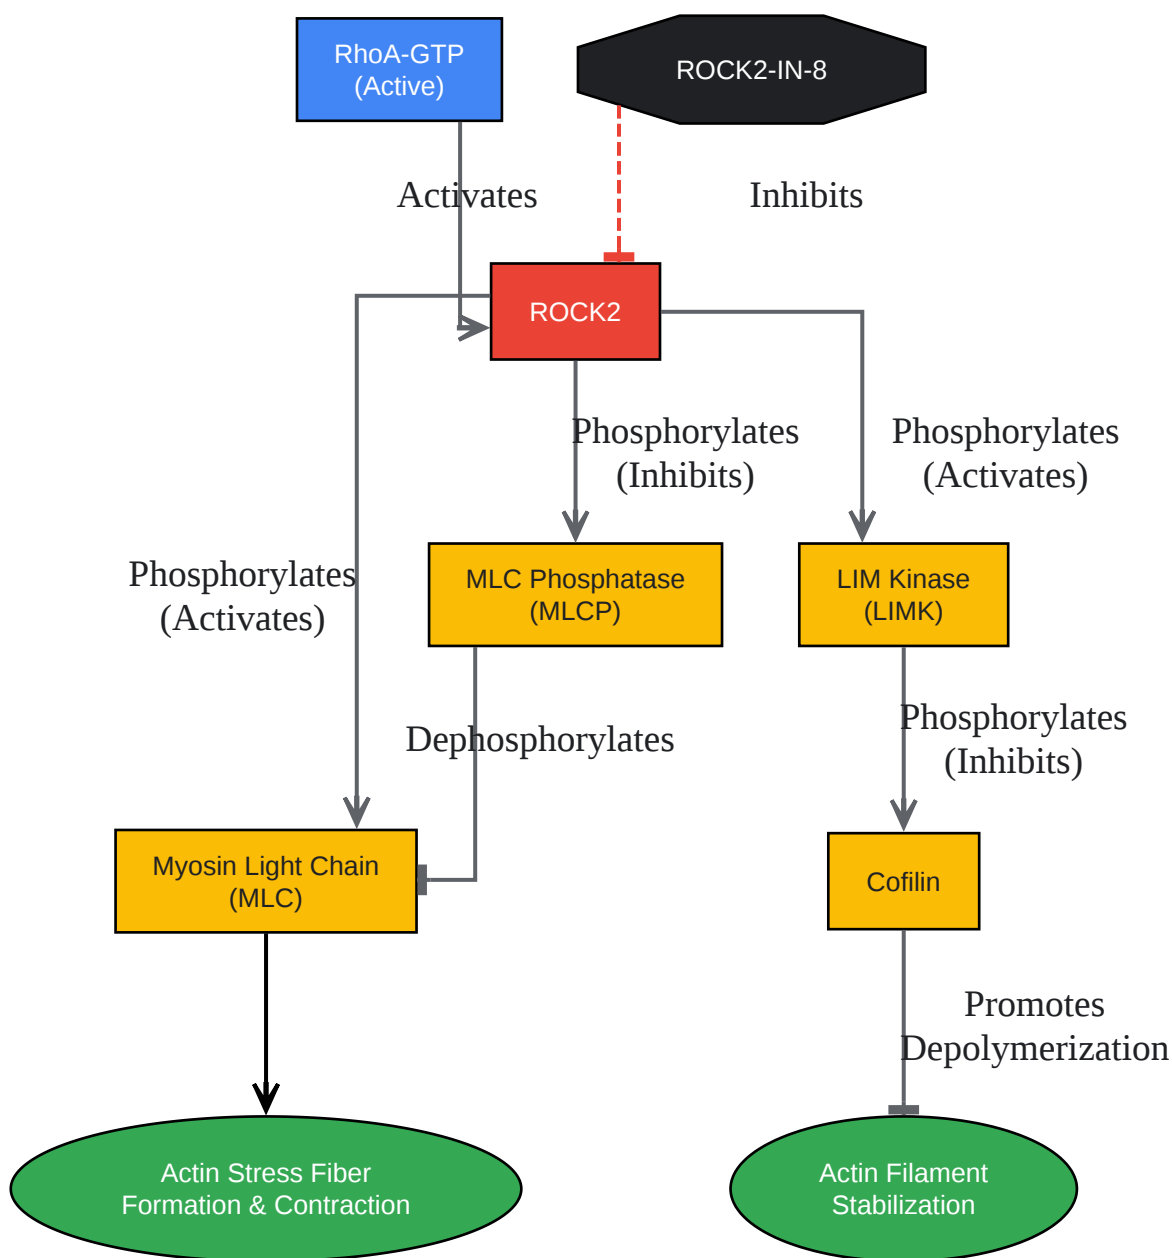 RhoA-GTP
(Active)
ROCK2-IN-8
Activates
Inhibits
ROCK2
Phosphorylates
(Inhibits)
Phosphorylates
(Activates)
Phosphorylates
(Activates)
MLC Phosphatase
(MLCP)
LIM Kinase
(LIMK)
Dephosphorylates
Phosphorylates
(Inhibits)
Myosin Light Chain
(MLC)
Cofilin
Promotes
Depolymerization
Actin Stress Fiber
Formation & Contraction
Actin Filament
Stabilization